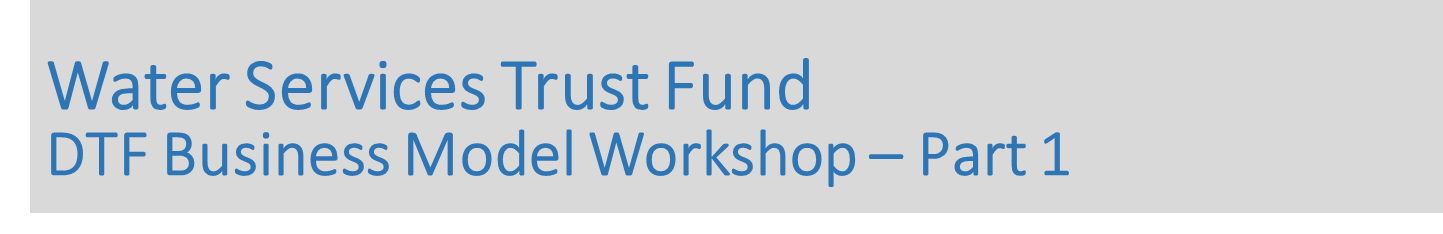 Water Services Trust Fund
DTF Business Model Workshop – Part 1